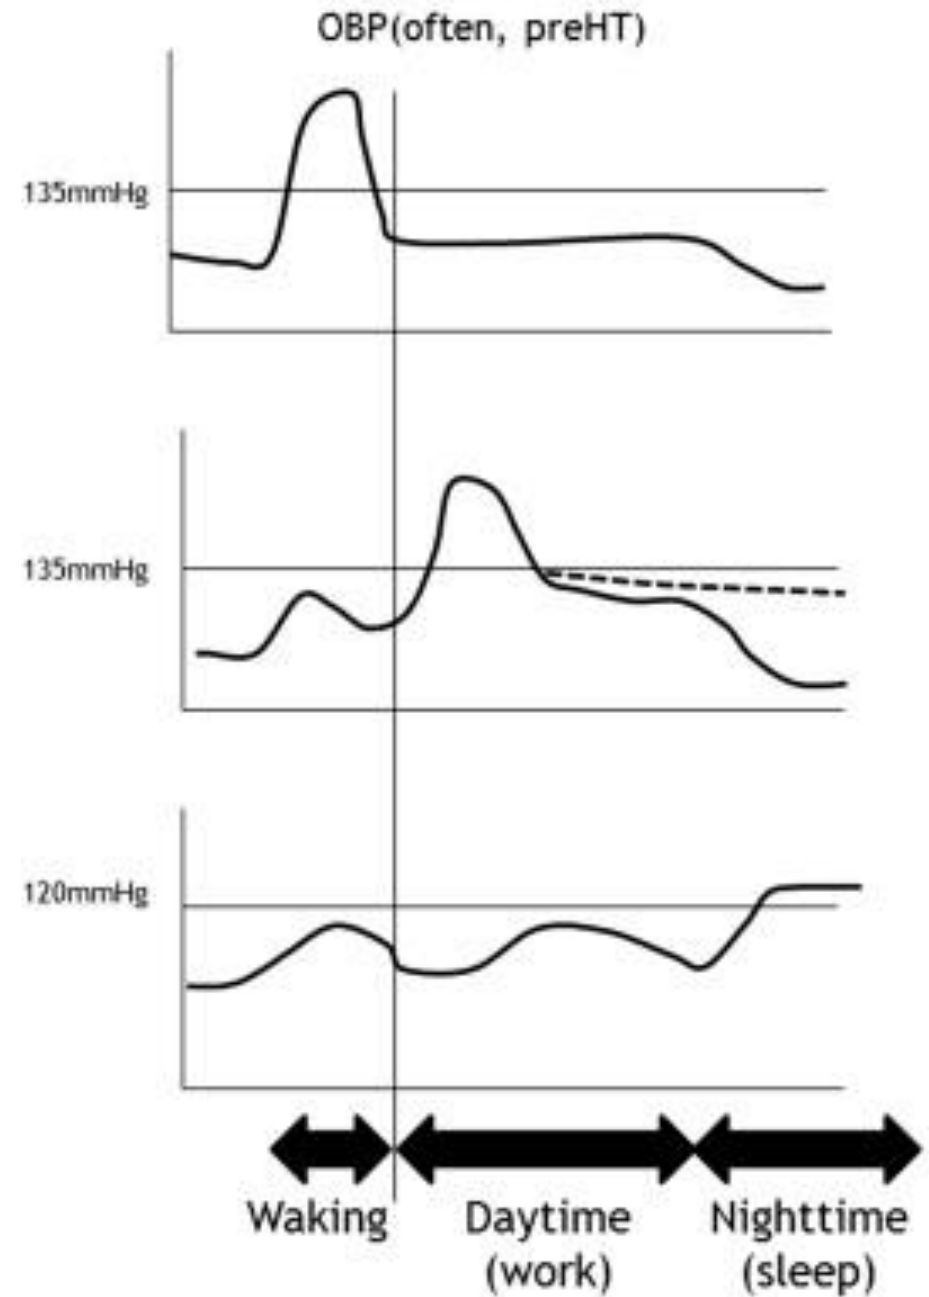 OBP(often, preHT)
135mmHg
135mmHg
120mmHg
Waking
Daytime
(work)
Nighttime
(sleep)